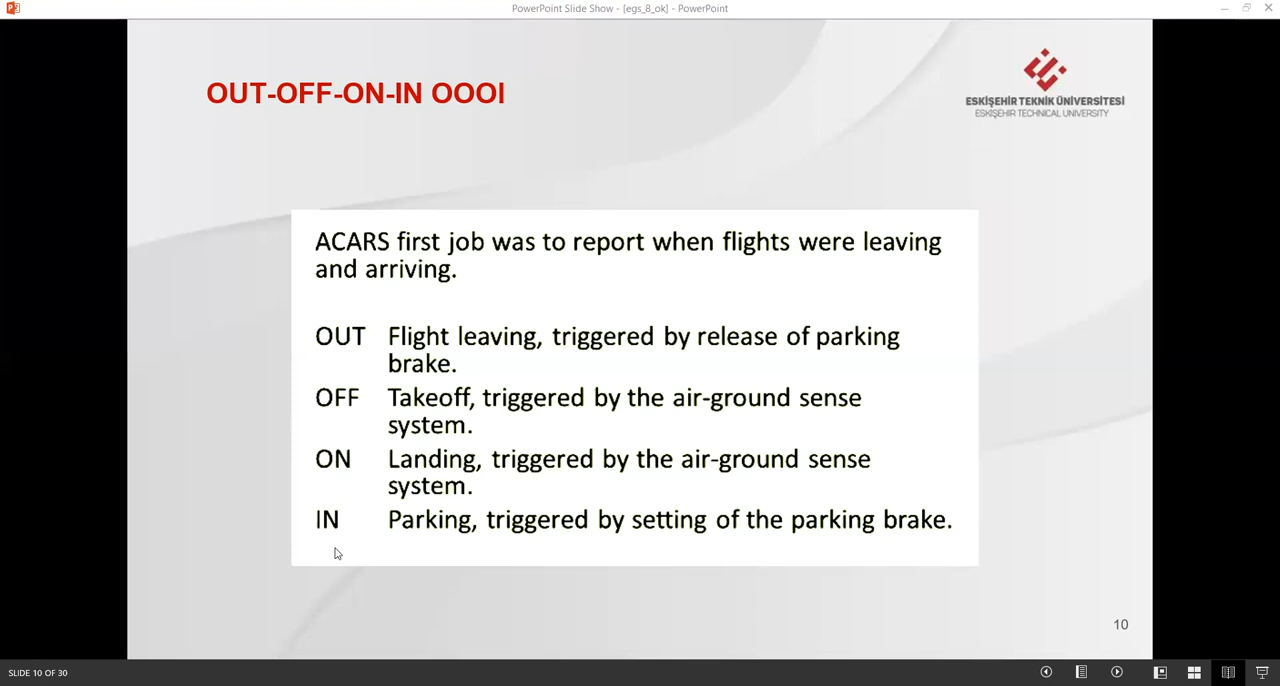 PowerPoint Slide Show - [egs_8_ok] - PowerPoint
OUT-OFF-ON-IN OOOI
ESKİŞEHİR TEKNİK ÜNİVERSİTESİ
ESKİŞEHİR TECHNICAL UNIVERSITY
ACARS first job was to report when flights were leaving
and arriving.
OUT Flight leaving, triggered by release of parking
brake.
OFF Takeoff, triggered by the air-ground sense
system.
ON Landing, triggered by the air-ground sense
system.
IN Parking, triggered by setting of the parking brake.
10
SLIDE 10 OF 30